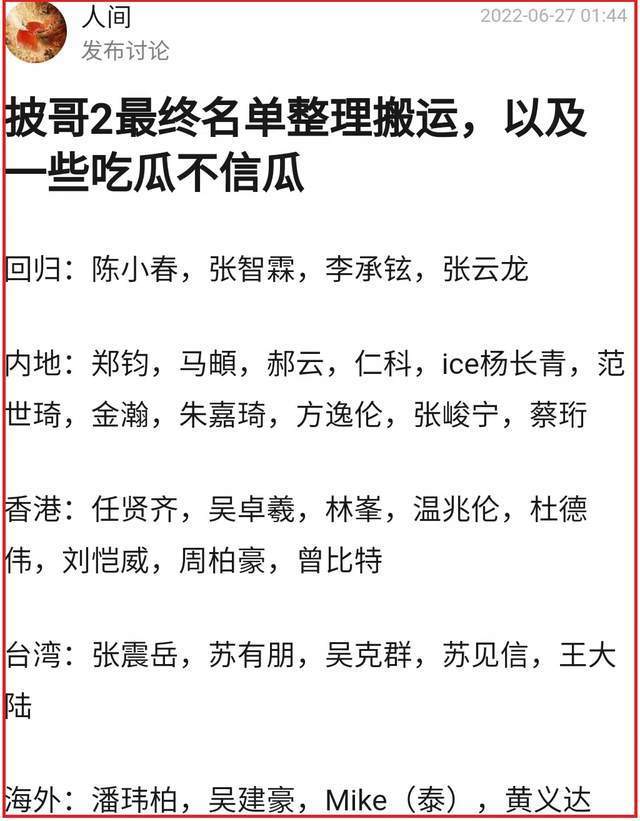 人间
2022-06-27 01:44
发布讨论
披哥2最终名单整理搬运，以及
一些吃瓜不信瓜
回归：陈小春，张智霖，李承铉，张云龙
内地：郑钧，马頔，郝云，仁科，ice杨长青，范
世琦，金瀚，朱嘉琦，方逸伦，张峻宁，蔡珩
香港：任贤齐，吴卓羲，林峯，温兆伦，杜德
伟，刘恺威，周柏豪，曾比特
台湾：张震岳，苏有朋，吴克群，苏见信，王大
陆
海外：潘玮柏，吴建豪，Mike（泰），黄义达